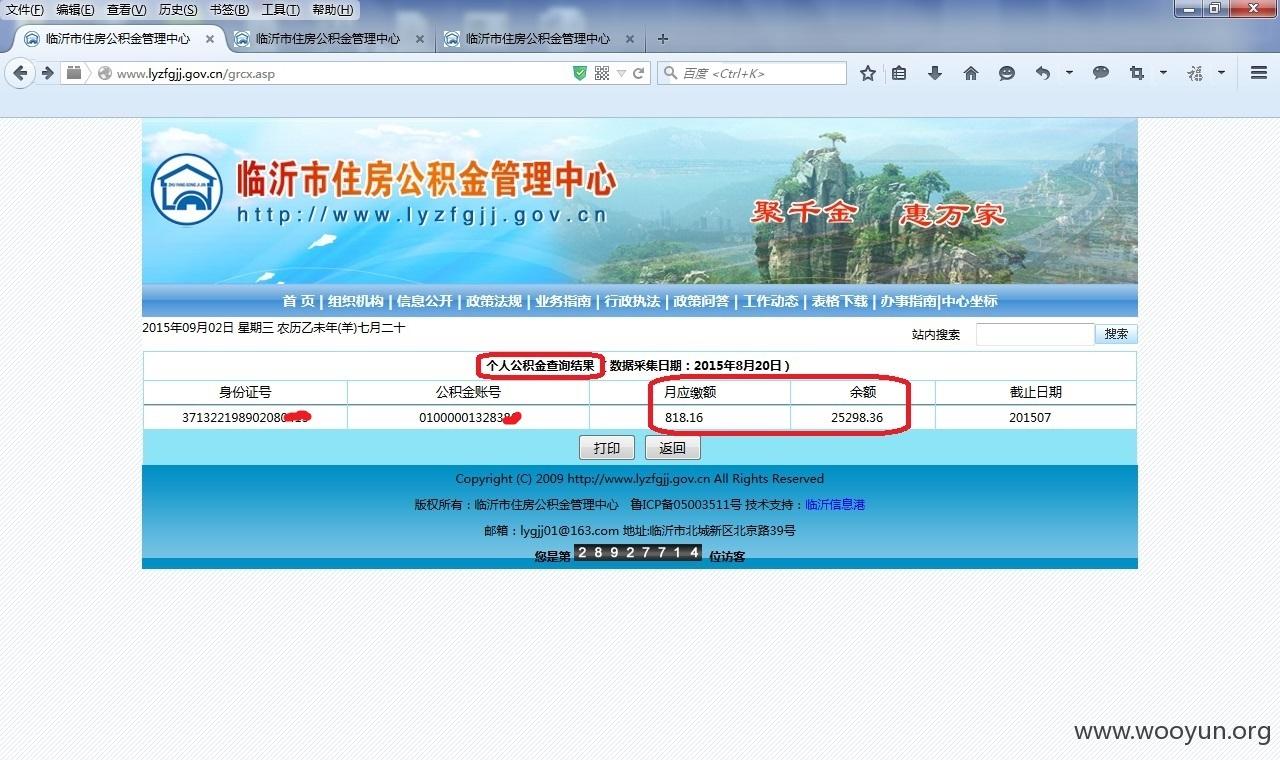 文件(F) 编辑(E) 查看(V) 历史(S) 书签(B) 工具(T) 帮助(H)
临沂市住房公积金管理中心 × 临沂市住房公积金管理中心 × 临沂市住房公积金管理中心 × +
www.lyzfgjj.gov.cn/grcx.asp 百度 <Ctrl+K>
临沂市住房公积金管理中心
http://www.lyzfgjj.gov.cn
聚千金 惠万家
首 页 | 组织机构 | 信息公开 | 政策法规 | 业务指南 | 行政执法 | 政策问答 | 工作动态 | 表格下载 | 办事指南|中心坐标
2015年09月02日 星期三 农历乙未年(羊)七月二十
站内搜索 搜索
个人公积金查询结果 数据采集日期：2015年8月20日 )
身份证号 公积金账号 月应缴额 余额 截止日期
371322198902080 010000013283 818.16 25298.36 201507
打印 返回
Copyright (C) 2009 http://www.lyzfgjj.gov.cn All Rights Reserved
版权所有：临沂市住房公积金管理中心 鲁ICP备05003511号 技术支持：临沂信息港
邮箱：lygjj01@163.com 地址:临沂市北城新区北京路39号
您是第 28927714 位访客
www.wooyun.org